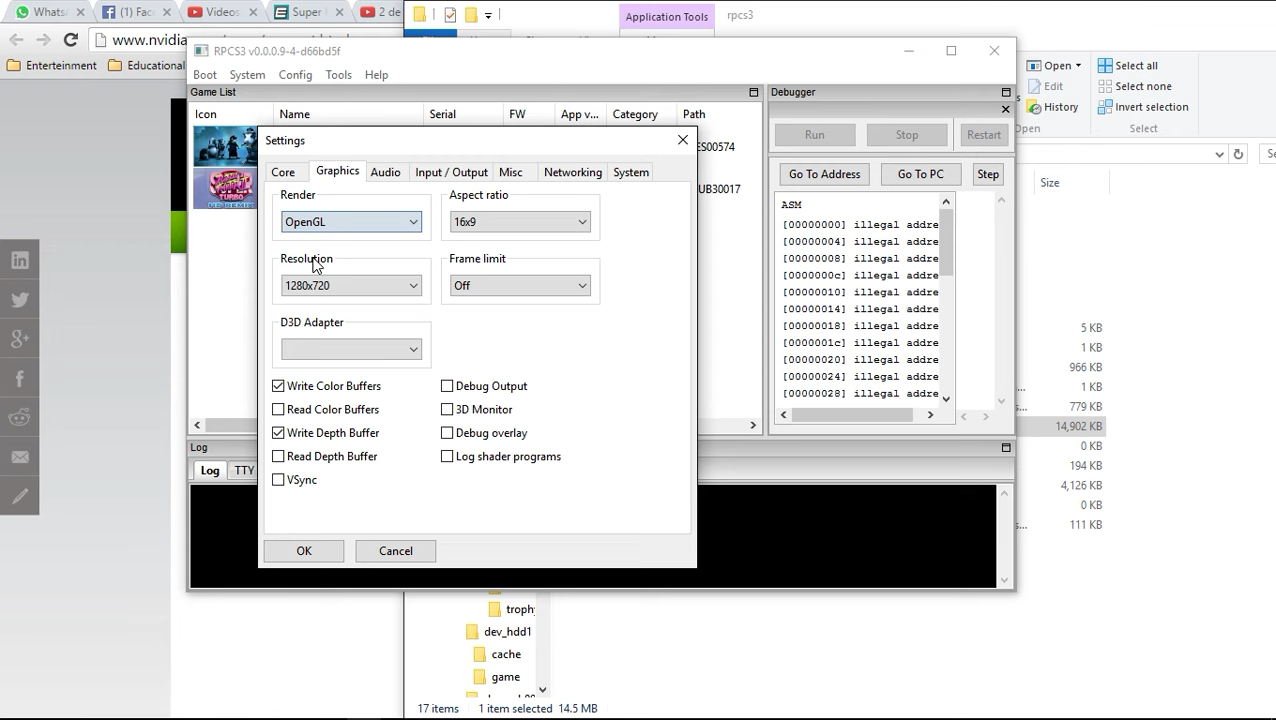 WhatsA
(1) Fac
Videos
Super
2 de
Application Tools
rpcs3
www.nvidia
Enterteinment
Educational
RPCS3 v0.0.0.9-4-d66bd5f
Boot System Config Tools Help
Game List
Icon Name Serial FW App v... Category Path
ES00574
UB30017
Debugger
Run Stop Restart
Go To Address Go To PC Step
ASM
[00000000] illegal addre
[00000004] illegal addre
[00000008] illegal addre
[0000000c] illegal addre
[00000010] illegal addre
[00000014] illegal addre
[00000018] illegal addre
[0000001c] illegal addre
[00000020] illegal addre
[00000024] illegal addre
[00000028] illegal addre
Settings
Core Graphics Audio Input / Output Misc Networking System
Render Aspect ratio
OpenGL 16x9
Resolution Frame limit
1280x720 Off
D3D Adapter
Write Color Buffers Debug Output
Read Color Buffers 3D Monitor
Write Depth Buffer Debug overlay
Read Depth Buffer Log shader programs
VSync
OK Cancel
Log
Log TTY
Open Select all
Edit Select none
History Invert selection
Open Select
Size
5 KB
1 KB
966 KB
1 KB
779 KB
14,902 KB
0 KB
194 KB
4,126 KB
0 KB
111 KB
trophy
dev_hdd1
cache
game
17 items 1 item selected 14.5 MB